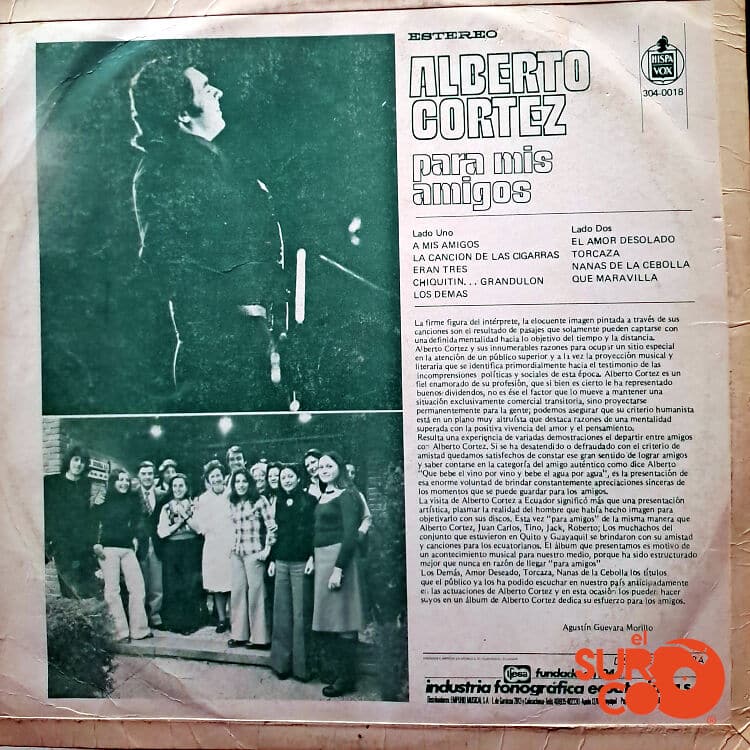 ESTEREO
HISPA
VOX
304-0018
ALBERTO
CORTEZ
para mis
amigos
Lado Uno
A MIS AMIGOS
LA CANCION DE LAS CIGARRAS
ERAN TRES
CHIQUITIN... GRANDULON
LOS DEMAS
Lado Dos
EL AMOR DESOLADO
TORCAZA
NANAS DE LA CEBOLLA
QUE MARAVILLA
La firme figura del intérprete, la elocuente imagen pintada a través de sus
canciones son el resultado de pasajes que solamente pueden captarse con
una definida mentalidad hacia lo objetivo del tiempo y la distancia.
Alberto Cortez y sus innumerables razones para ocupar un sitio especial
en la atención de un público superior y a la vez la proyección musical y
literaria que se identifica primordialmente hacia el testimonio de las
incomprensiones políticas y sociales de esta época. Alberto Cortez es un
fiel enamorado de su profesión, que si bien es cierto le ha representado
buenos dividendos, no es ése el factor que lo mueve a mantener una
situación exclusivamente comercial transitoria, sino proyectarse
permanentemente para la gente; podemos asegurar que su criterio humanista
está en un plano muy altruista que destaca razones de una mentalidad
superada con la positiva vivencia del amor y el pensamiento.
Resulta una experiencia de variadas demostraciones el departir entre amigos
con Alberto Cortez. Si se ha desatendido o defraudado con el criterio de
amistad quedamos satisfechos de constar ese gran sentido de lograr amigos
y saber contarse en la categoría del amigo auténtico como dice Alberto
"Que bebe el vino por vino y bebe el agua por agua", es la presentación de
esa enorme voluntad de brindar constantemente apreciaciones sinceras de
los momentos que se puede guardar para los amigos.
La visita de Alberto Cortez a Ecuador significó más que una presentación
artística, plasmar la realidad del hombre que había hecho imagen para
objetivarlo con sus discos. Esta vez "para amigos" de la misma manera que
Alberto Cortez, Juan Carlos, Tino, Jack, Roberto; Los muchachos del
conjunto que estuvieron en Quito y Guayaquil se brindaron con su amistad
y canciones para los ecuatorianos. El álbum que presentamos es motivo de
un acontecimiento musical para nuestro medio, porque ha sido estructurado
mejor que nunca en razón de llegar "para amigos"
Los Demás, Amor Deseado, Torcaza, Nanas de la Cebolla los títulos
que el público ya los ha podido escuchar en nuestro país anticipadamente
en las actuaciones de Alberto Cortez y en esta ocasión los pueden hacer
suyos en un álbum de Alberto Cortez dedica su esfuerzo para los amigos.
Agustín Guevara Morillo
ifesa
industria fonográfica
el
SURCO